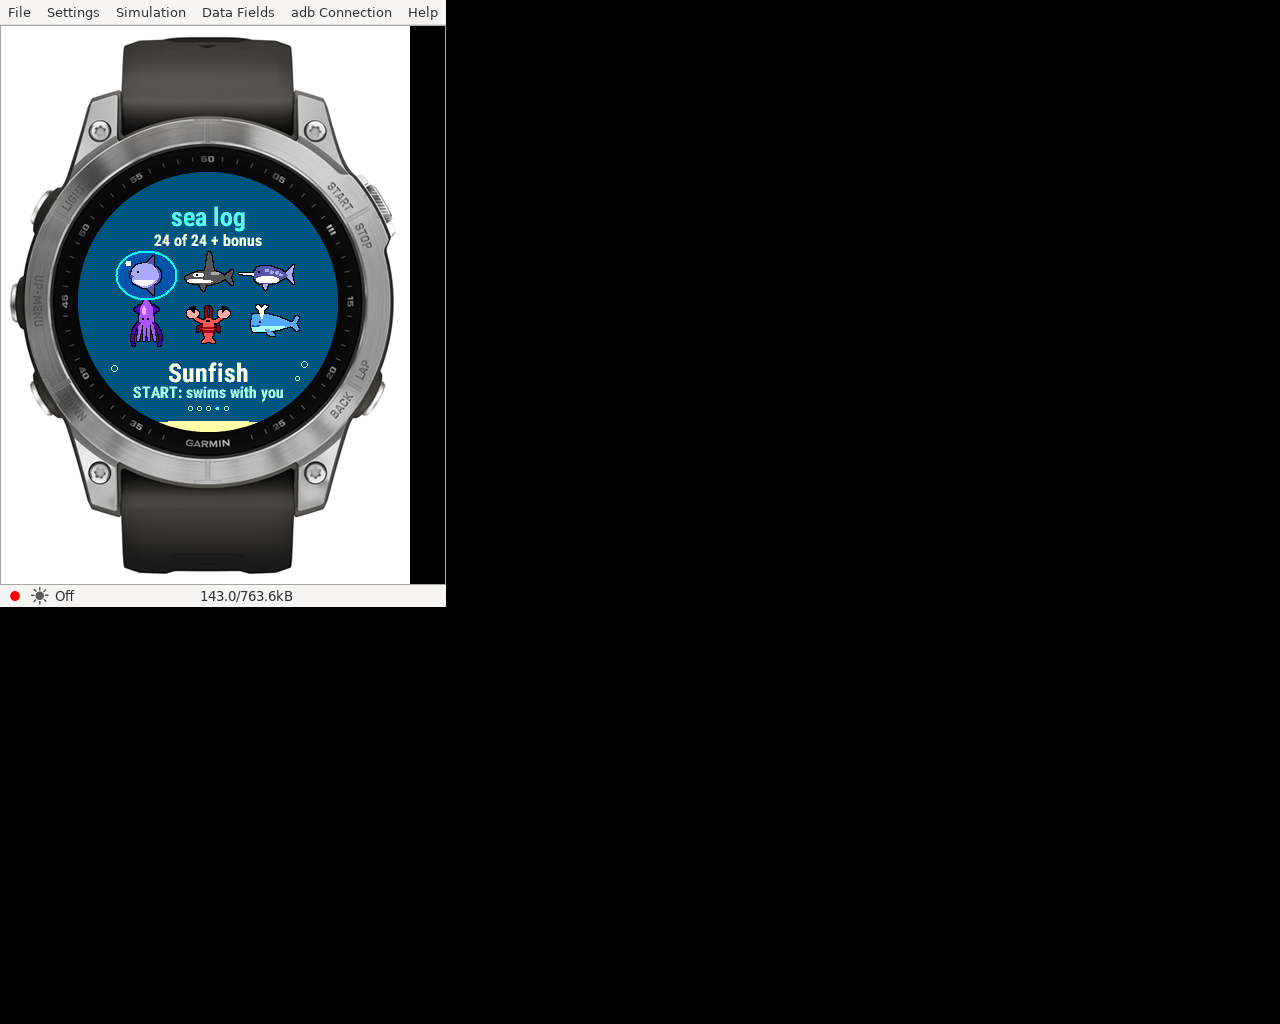 File Settings Simulation Data Fields adb Connection Help
60
55 05
LIGHT START
50 STOP
sea log
24 of 24 + bonus
UP·MENU 45 15
Sunfish
START: swims with you
40 20 LAP
DOWN BACK
35 25
GARMIN
Off 143.0/763.6kB